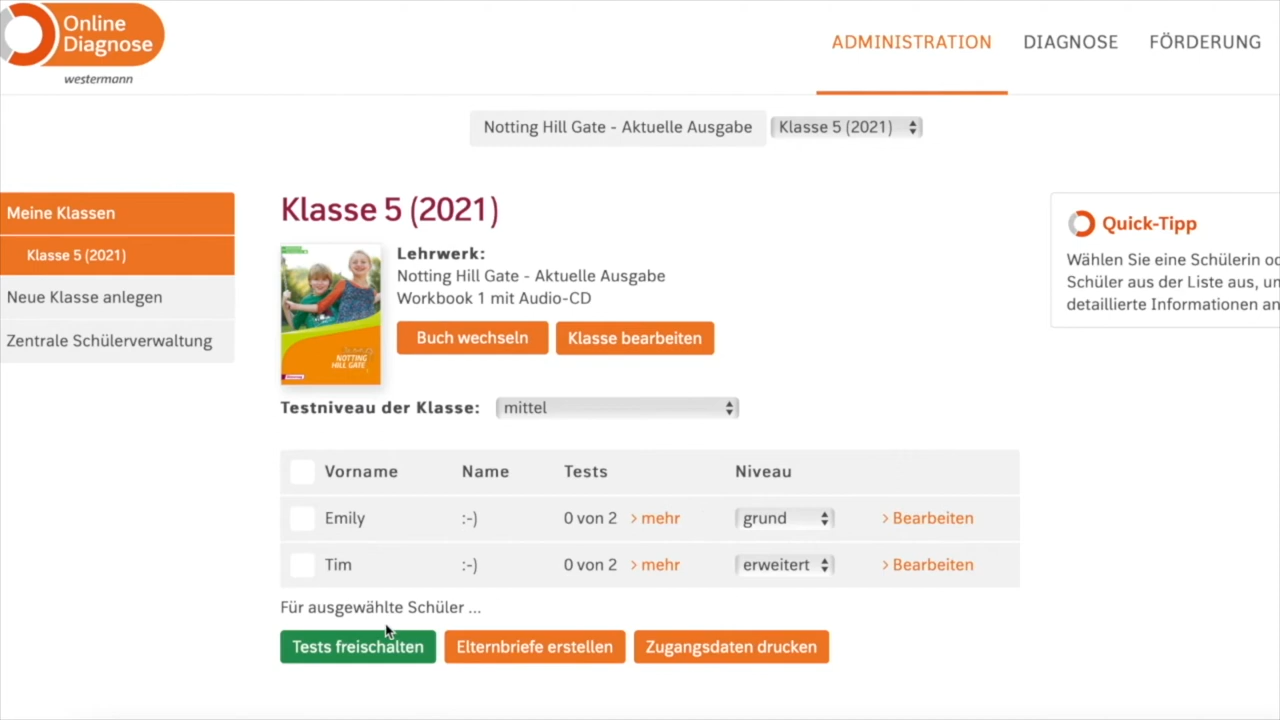 Online
Diagnose
westermann
ADMINISTRATION DIAGNOSE FÖRDERUNG
Notting Hill Gate - Aktuelle Ausgabe Klasse 5 (2021)
Meine Klassen
Klasse 5 (2021)
Neue Klasse anlegen
Zentrale Schülerverwaltung
Klasse 5 (2021)
NOTTING
HILL GATE
Lehrwerk:
Notting Hill Gate - Aktuelle Ausgabe
Workbook 1 mit Audio-CD
Buch wechseln Klasse bearbeiten
Testniveau der Klasse: mittel
Vorname Name Tests Niveau
Emily :-) 0 von 2 > mehr grund > Bearbeiten
Tim :-) 0 von 2 > mehr erweitert > Bearbeiten
Für ausgewählte Schüler ...
Tests freischalten Elternbriefe erstellen Zugangsdaten drucken
Quick-Tipp
Wählen Sie eine Schülerin
Schüler aus der Liste aus,
detaillierte Informationen